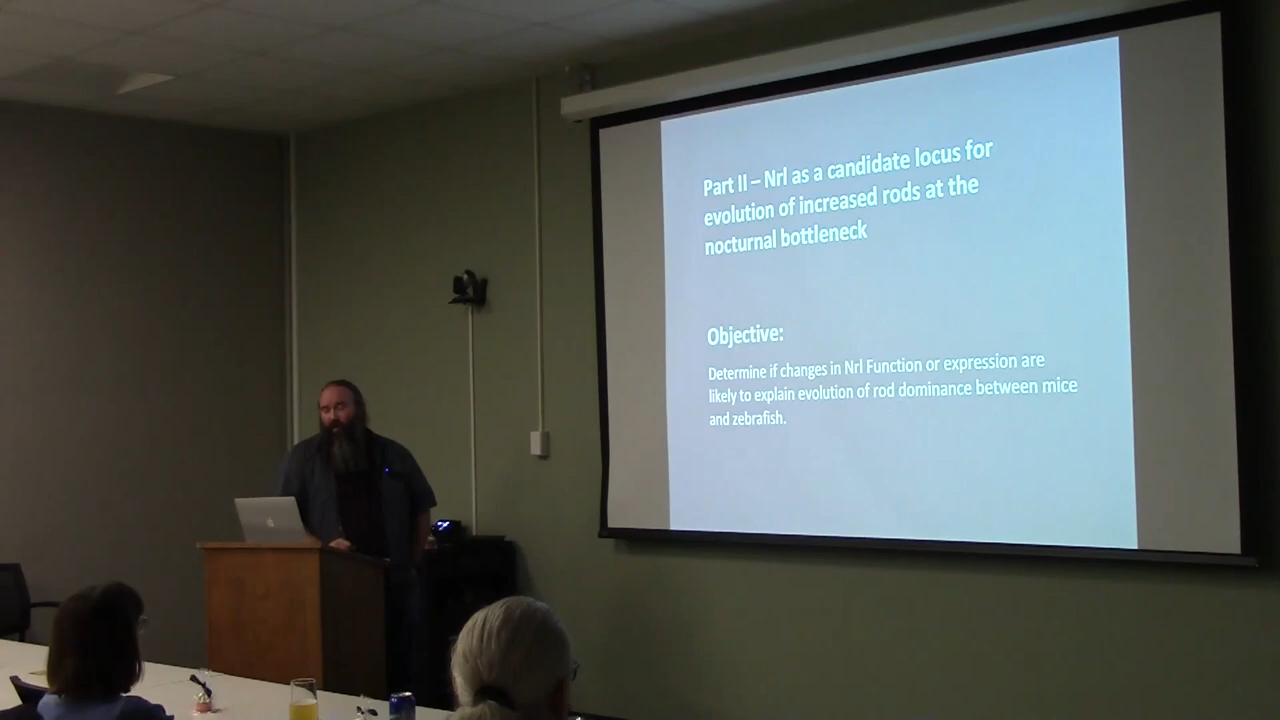 Part II – Nrl as a candidate locus for
evolution of increased rods at the
nocturnal bottleneck
Objective:
Determine if changes in Nrl Function or expression are
likely to explain evolution of rod dominance between mice
and zebrafish.